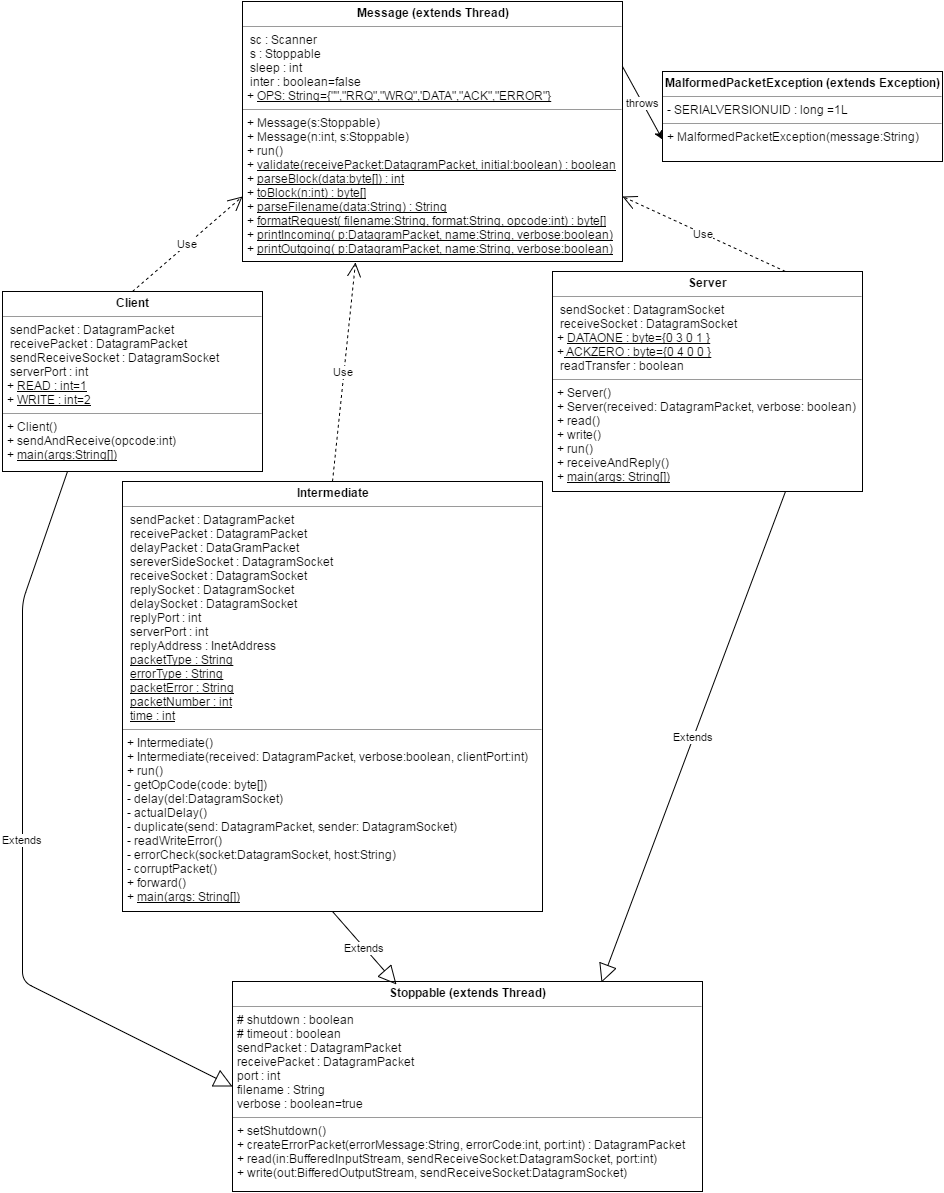 Message (extends Thread)
sc : Scanner
s : Stoppable
sleep : int
inter : boolean=false
+ OPS: String={"","RRQ","WRQ",'DATA","ACK","ERROR"}
+ Message(s:Stoppable)
+ Message(n:int, s:Stoppable)
+ run()
+ validate(receivePacket:DatagramPacket, initial:boolean) : boolean
+ parseBlock(data:byte[]) : int
+ toBlock(n:int) : byte[]
+ parseFilename(data:String) : String
+ formatRequest( filename:String, format:String, opcode:int) : byte[]
+ printIncoming( p:DatagramPacket, name:String, verbose:boolean)
+ printOutgoing( p:DatagramPacket, name:String, verbose:boolean)
throws
MalformedPacketException (extends Exception)
- SERIALVERSIONUID : long =1L
+ MalformedPacketException(message:String)
Use
Use
Use
Client
sendPacket : DatagramPacket
receivePacket : DatagramPacket
sendReceiveSocket : DatagramSocket
serverPort : int
+ READ : int=1
+ WRITE : int=2
+ Client()
+ sendAndReceive(opcode:int)
+ main(args:String[])
Server
sendSocket : DatagramSocket
receiveSocket : DatagramSocket
+ DATAONE : byte={0 3 0 1 }
+ ACKZERO : byte={0 4 0 0 }
readTransfer : boolean
+ Server()
+ Server(received: DatagramPacket, verbose: boolean)
+ read()
+ write()
+ run()
+ receiveAndReply()
+ main(args: String[])
Intermediate
sendPacket : DatagramPacket
receivePacket : DatagramPacket
delayPacket : DataGramPacket
sereverSideSocket : DatagramSocket
receiveSocket : DatagramSocket
replySocket : DatagramSocket
delaySocket : DatagramSocket
replyPort : int
serverPort : int
replyAddress : InetAddress
packetType : String
errorType : String
packetError : String
packetNumber : int
time : int
+ Intermediate()
+ Intermediate(received: DatagramPacket, verbose:boolean, clientPort:int)
+ run()
- getOpCode(code: byte[])
- delay(del:DatagramSocket)
- actualDelay()
- duplicate(send: DatagramPacket, sender: DatagramSocket)
- readWriteError()
- errorCheck(socket:DatagramSocket, host:String)
- corruptPacket()
+ forward()
+ main(args: String[])
Extends
Extends
Extends
Stoppable (extends Thread)
# shutdown : boolean
# timeout : boolean
sendPacket : DatagramPacket
receivePacket : DatagramPacket
port : int
filename : String
verbose : boolean=true
+ setShutdown()
+ createErrorPacket(errorMessage:String, errorCode:int, port:int) : DatagramPacket
+ read(in:BufferedInputStream, sendReceiveSocket:DatagramSocket, port:int)
+ write(out:BifferedOutputStream, sendReceiveSocket:DatagramSocket)